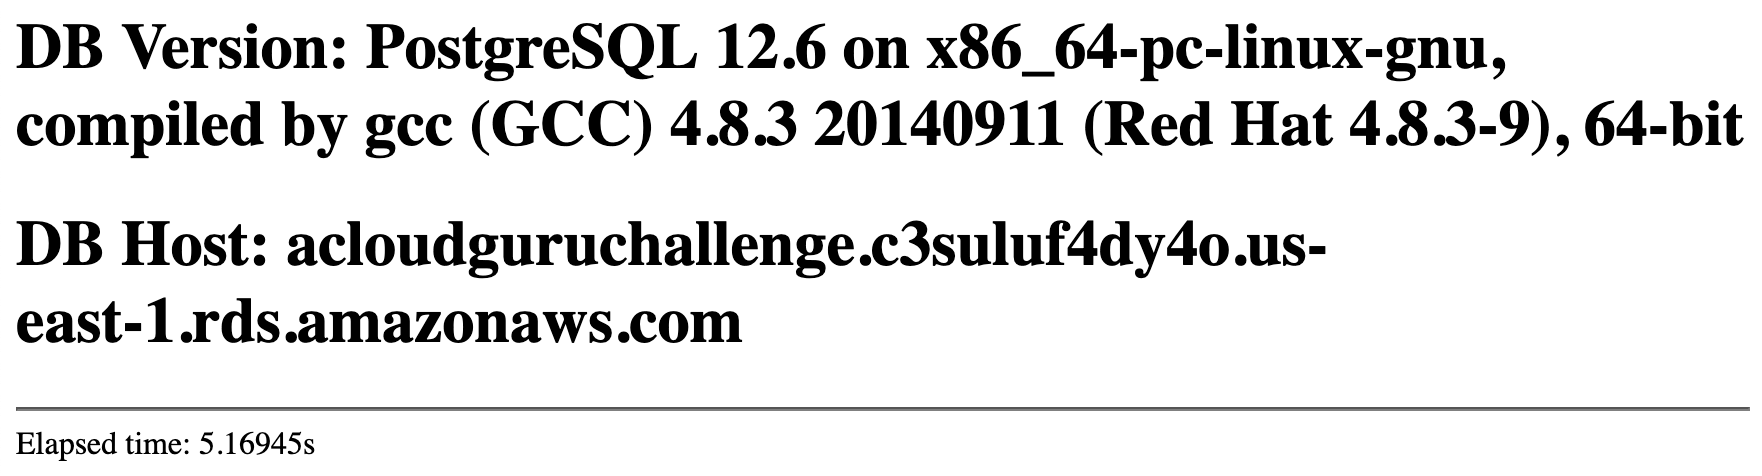 DB Version: PostgreSQL 12.6 on x86_64-pc-linux-gnu,
compiled by gcc (GCC) 4.8.3 20140911 (Red Hat 4.8.3-9), 64-bit
DB Host: acloudguruchallenge.c3suluf4dy4o.us-
east-1.rds.amazonaws.com
Elapsed time: 5.16945s